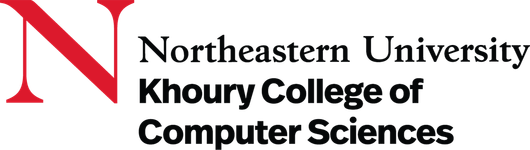 N Northeastern University
Khoury College of
Computer Sciences